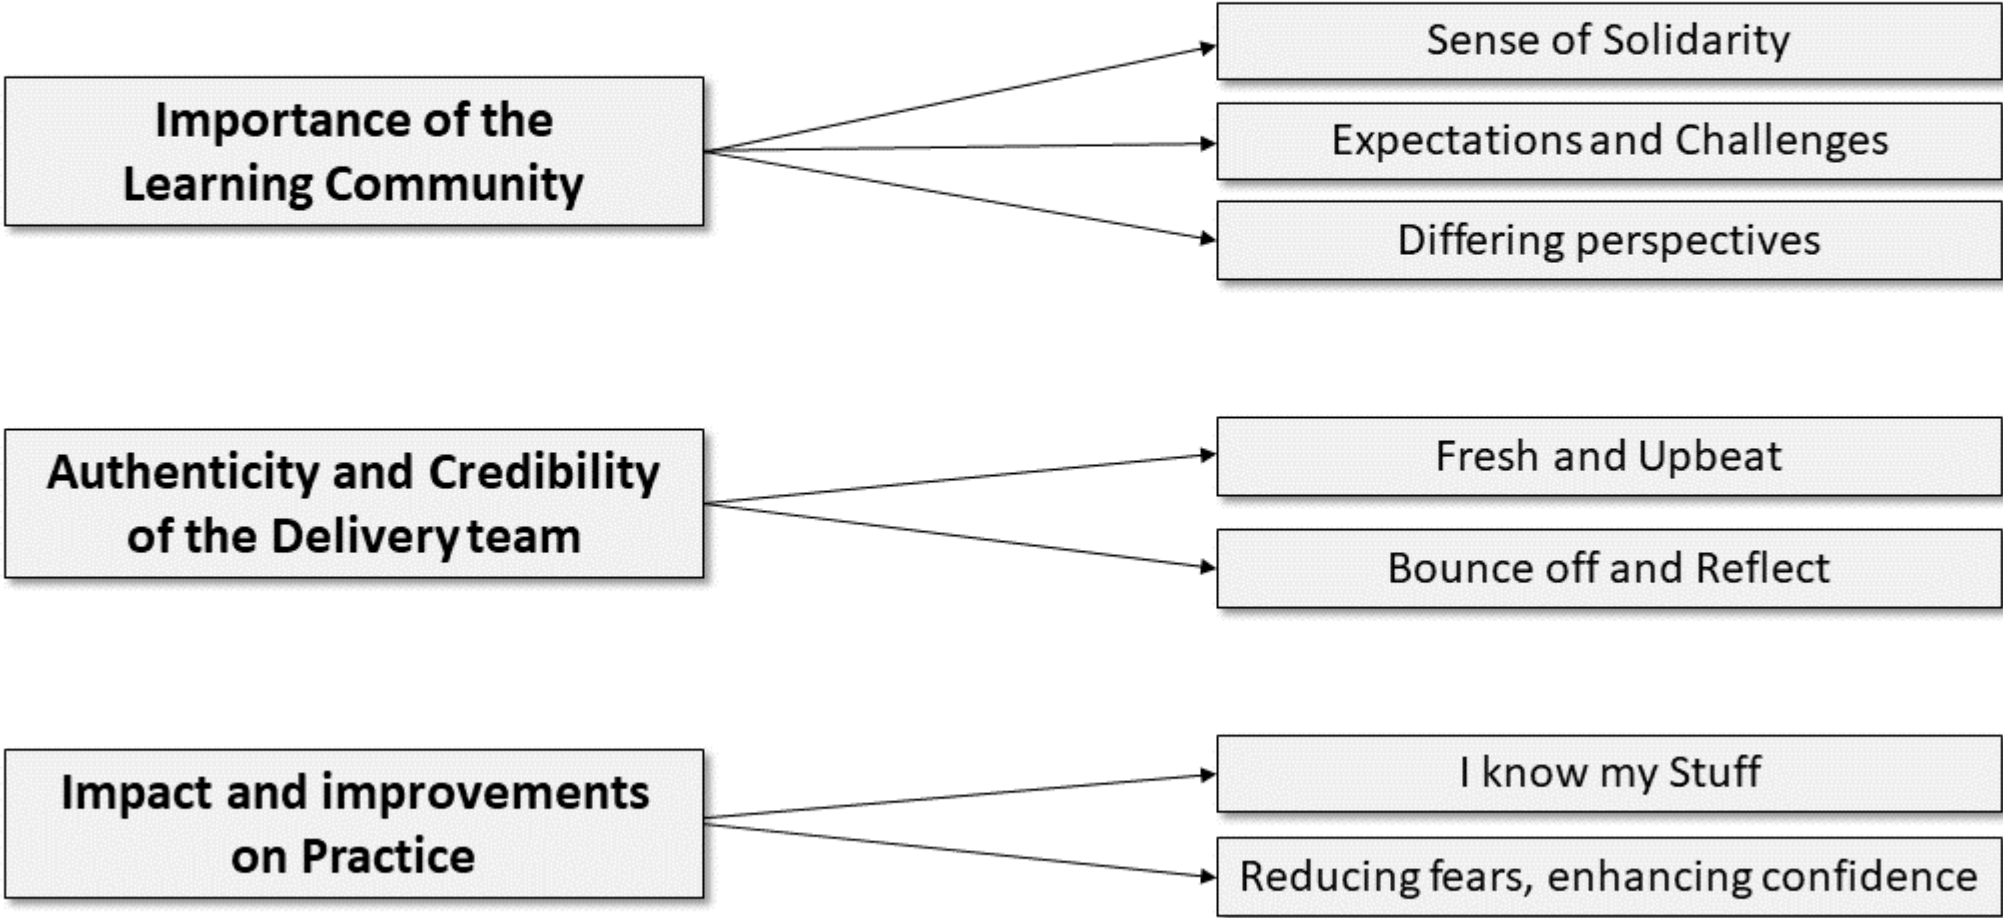 Importance of the
Learning Community
Sense of Solidarity
Expectations and Challenges
Differing perspectives
Authenticity and Credibility
of the Delivery team
Fresh and Upbeat
Bounce off and Reflect
Impact and improvements
on Practice
I know my Stuff
Reducing fears, enhancing confidence